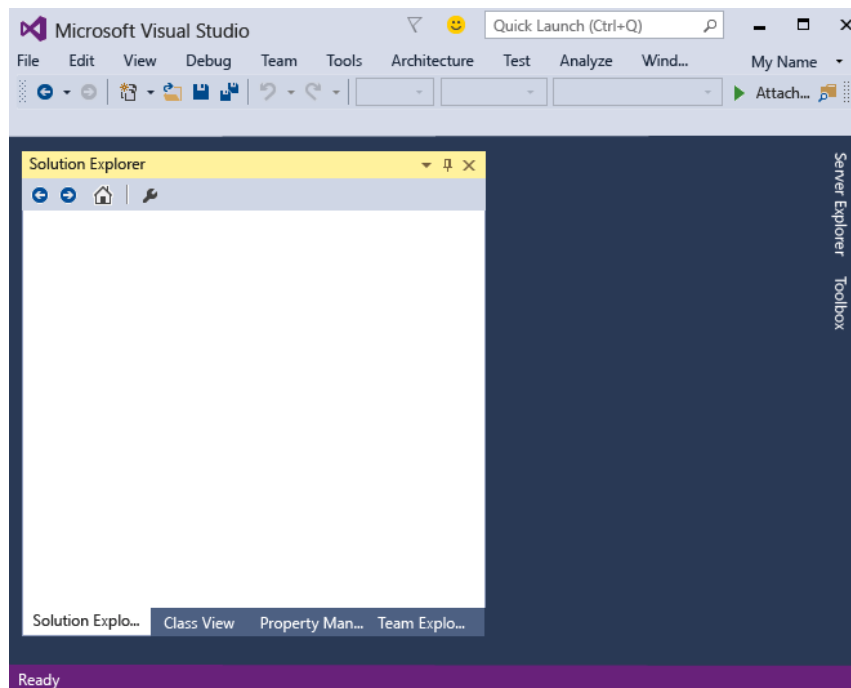 Microsoft Visual Studio Quick Launch (Ctrl+Q)
File Edit View Debug Team Tools Architecture Test Analyze Wind... My Name
Attach...
Solution Explorer
Server Explorer
Toolbox
Solution Explo... Class View Property Man... Team Explo...
Ready